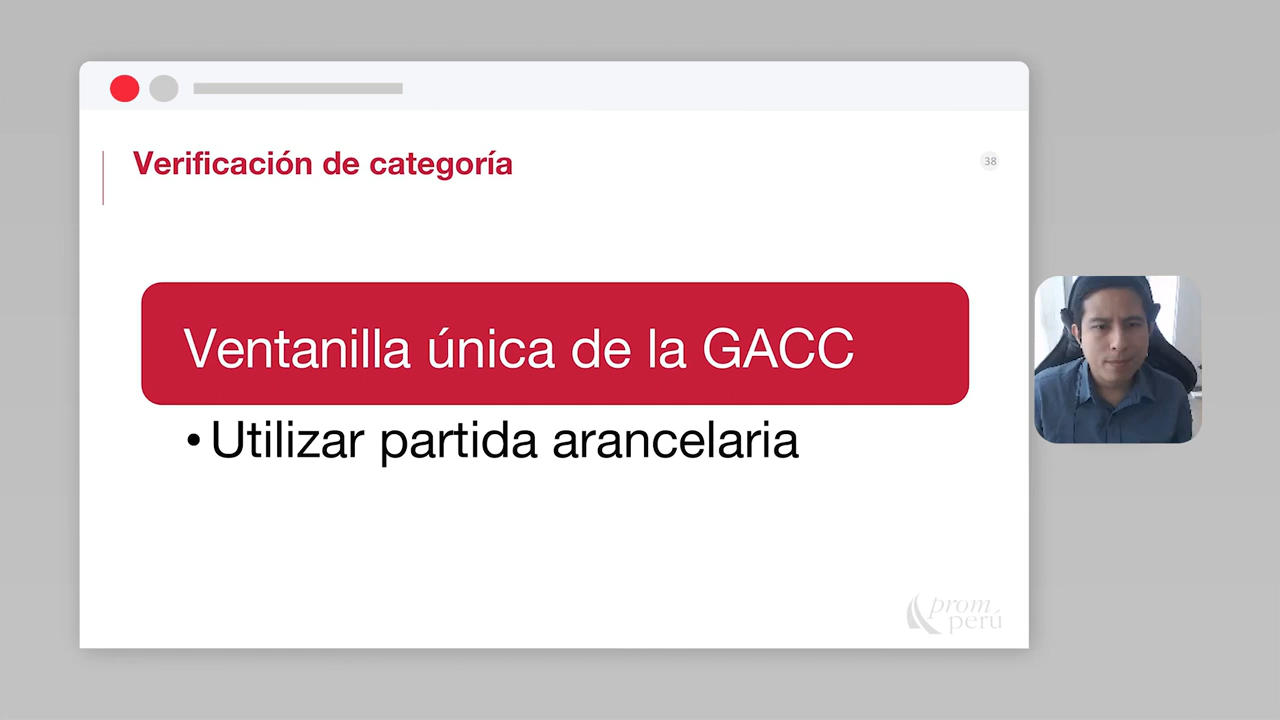 Verificación de categoría
38
Ventanilla única de la GACC
• Utilizar partida arancelaria
prom
perú